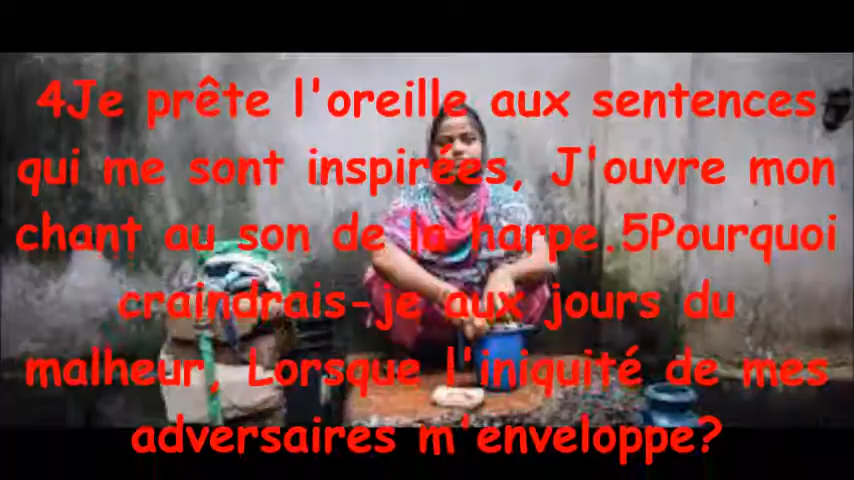 4Je prête l'oreille aux sentences
qui me sont inspirées, J'ouvre mon
chant au son de la harpe.5Pourquoi
craindrais-je aux jours du
malheur, Lorsque l'iniquité de mes
adversaires m'enveloppe?